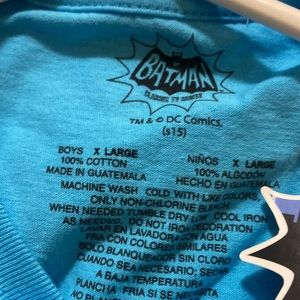 BATMAN
CLASSIC TV SERIES
TM & © DC Comics.
(s15)
BOYS X LARGE
100% COTTON
MADE IN GUATEMALA
NIÑOS X LARGE
100% ALGODÓN
HECHO EN GUATEMALA
MACHINE WASH COLD WITH LIKE COLORS,
ONLY NON-CHLORINE BLEACH
WHEN NEEDED TUMBLE DRY LOW COOL IRON
AS NEEDED. DO NOT IRON DECORATION
LAVAR EN LAVADORA CON AGUA
FRIA CON COLORES SIMILARES
SOLO BLANQUEADOR SIN CLORO
CUANDO SEA NECESARIO; SECAR
A BAJA TEMPERATURA
PLANCHA FRIA SI SE NECESITA
NO